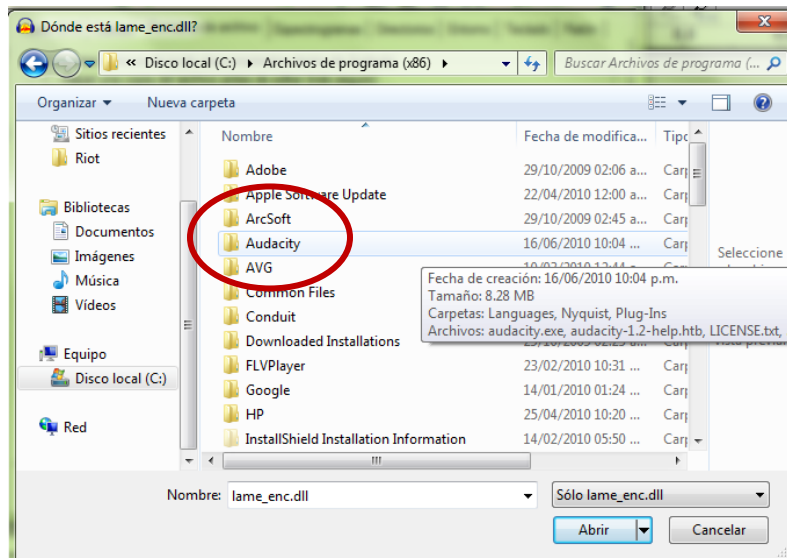 Dónde está lame_enc.dll?
« Disco local (C:) ▸ Archivos de programa (x86) ▸ Buscar Archivos de programa (...
Organizar Nueva carpeta
Sitios recientes
Riot
Bibliotecas
Documentos
Imágenes
Música
Vídeos
Equipo
Disco local (C:)
Red
Nombre Fecha de modifica... Tipo
Adobe 29/10/2009 02:06 a... Carp
Apple Software Update 22/04/2010 12:00 a... Carp
ArcSoft 29/10/2009 02:45 a... Carp
Audacity 16/06/2010 10:04 ... Carp
AVG
Common Files
Conduit
Downloaded Installations
FLVPlayer 23/02/2010 10:31 ... Carp
Google 14/01/2010 01:24 ... Carp
HP 25/04/2010 10:20 ... Carp
InstallShield Installation Information 14/02/2010 05:50 ... Carp
Seleccione
Fecha de creación: 16/06/2010 10:04 p.m.
Tamaño: 8.28 MB
Carpetas: Languages, Nyquist, Plug-Ins
Archivos: audacity.exe, audacity-1.2-help.htb, LICENSE.txt,
Nombre: lame_enc.dll Sólo lame_enc.dll
Abrir Cancelar